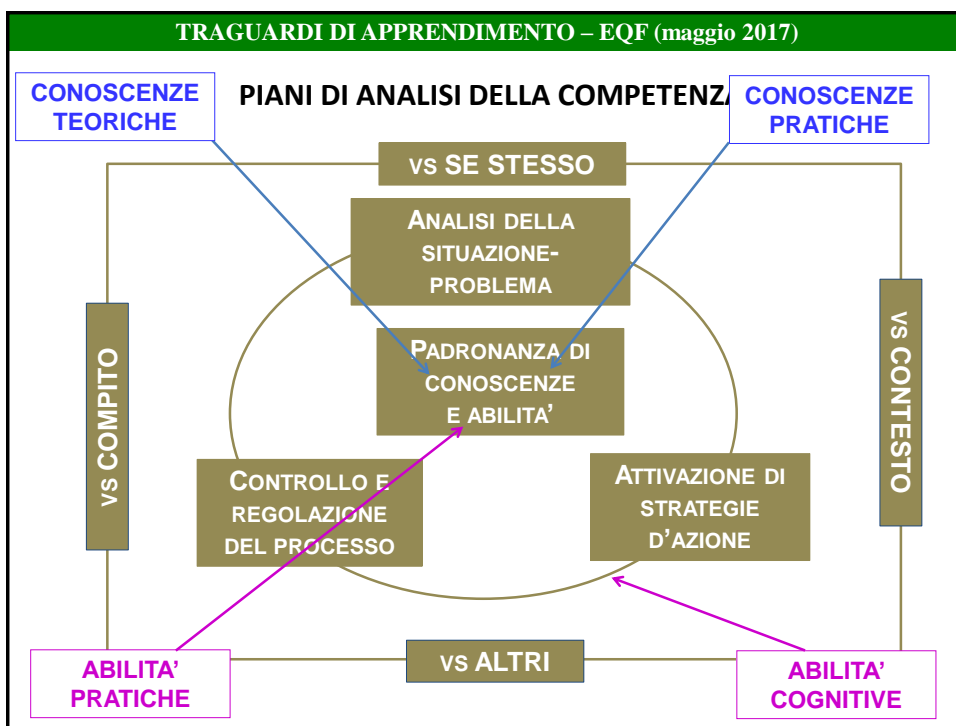 TRAGUARDI DI APPRENDIMENTO – EQF (maggio 2017)
PIANI DI ANALISI DELLA COMPETENZA
CONOSCENZE
TEORICHE
CONOSCENZE
PRATICHE
VS SE STESSO
ANALISI DELLA
SITUAZIONE-
PROBLEMA
VS COMPITO
VS CONTESTO
PADRONANZA DI
CONOSCENZE
E ABILITA’
CONTROLLO E
REGOLAZIONE
DEL PROCESSO
ATTIVAZIONE DI
STRATEGIE
D’AZIONE
VS ALTRI
ABILITA’
PRATICHE
ABILITA’
COGNITIVE